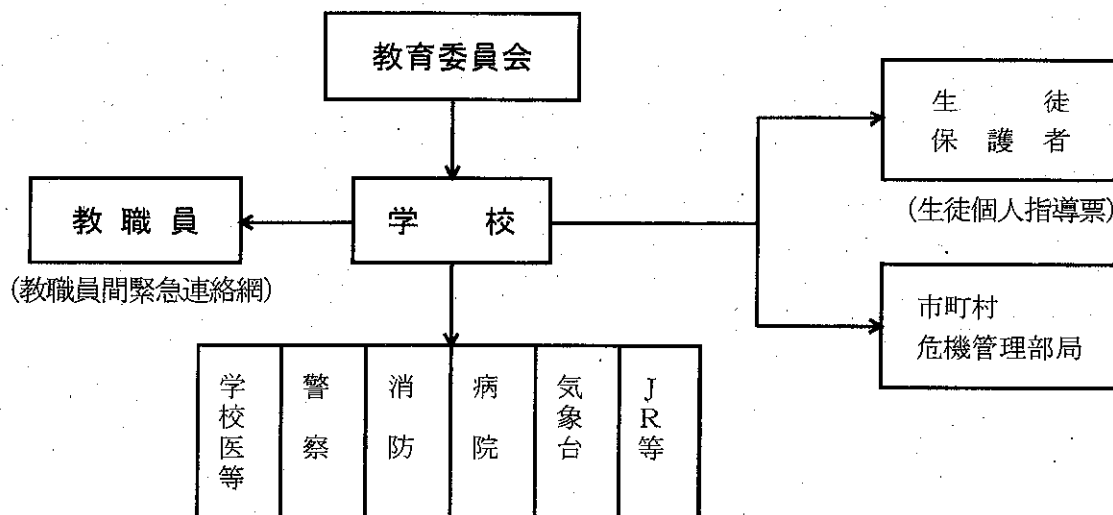 教育委員会
生徒
保護者
(生徒個人指導票)
教職員
(教職員間緊急連絡網)
学校
市町村
危機管理部局
学校医等
警察
消防
病院
気象台
JR等